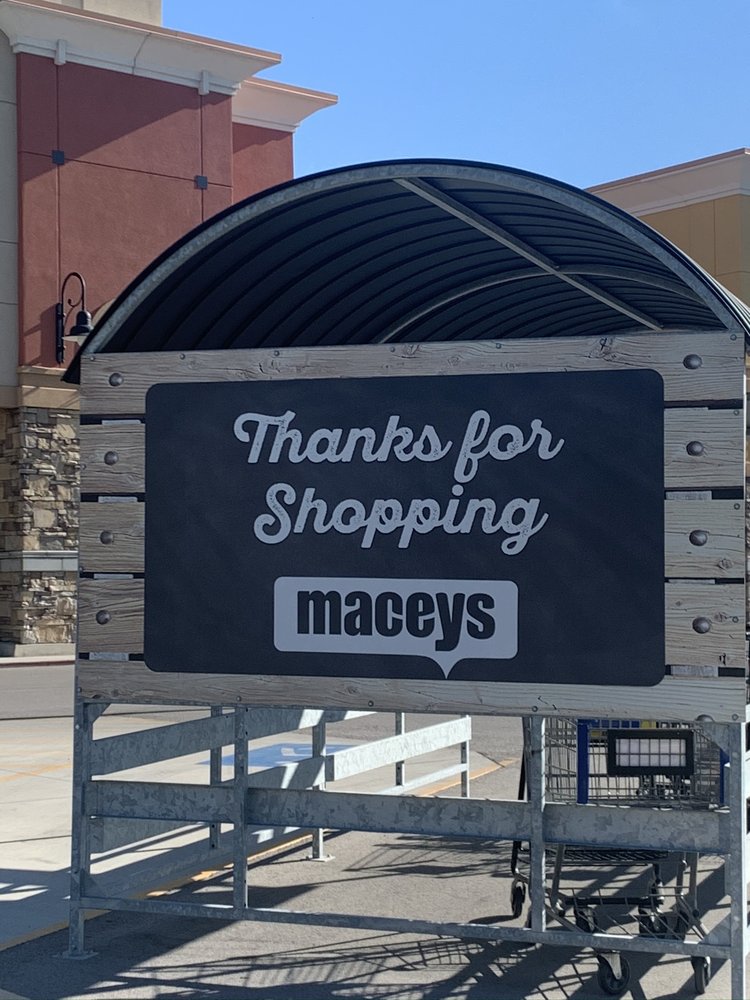 Thanks for
Shopping
maceys